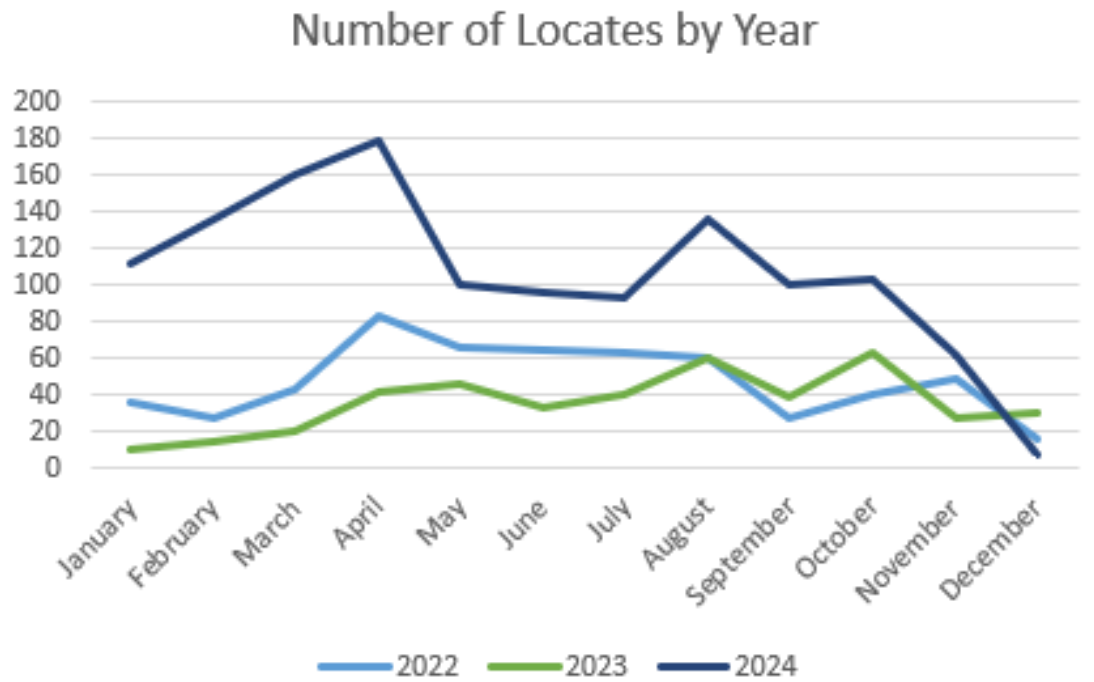 Number of Locates by Year
200
180
160
140
120
100
80
60
40
20
0
January
February
March
April
May
June
July
August
September
October
November
December
2022
2023
2024